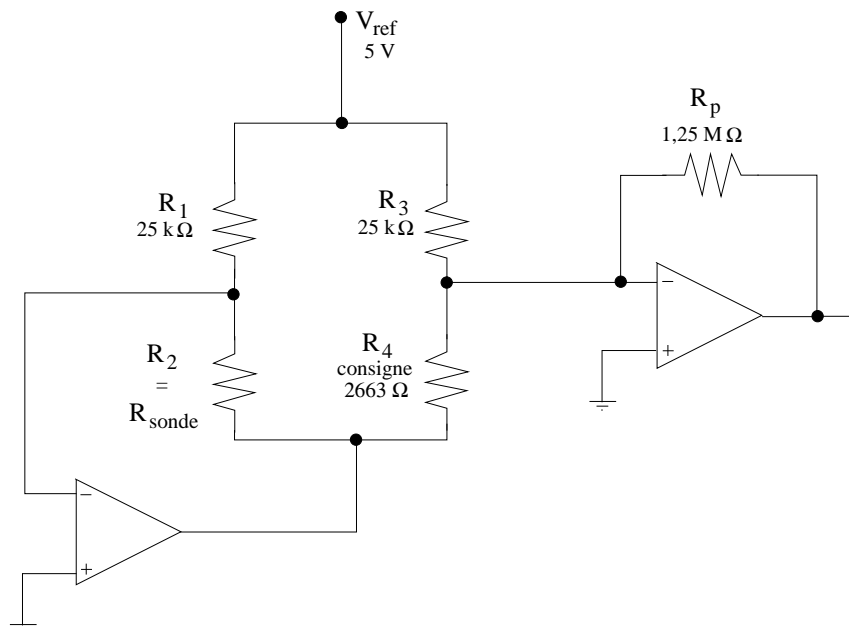 V_ref
5 V
R_p
1,25 M Ω
R_1
25 k Ω
R_3
25 k Ω
R_2
=
R_sonde
R_4
consigne
2663 Ω
−
+
−
+